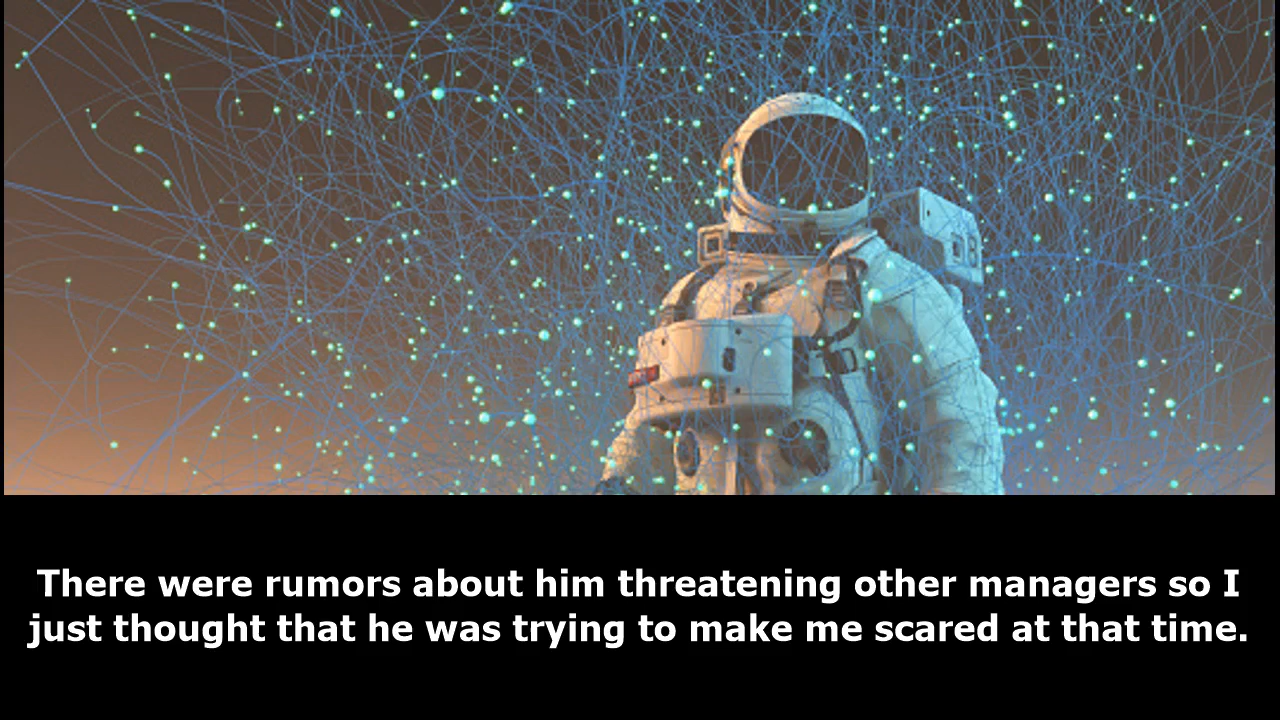 There were rumors about him threatening other managers so I
just thought that he was trying to make me scared at that time.